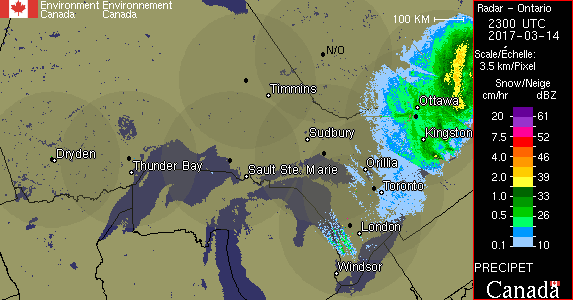 Environment Environnement
Canada Canada
100 KM
N/O
Timmins
Ottawa
Sudbury
Kingston
Dryden
Thunder Bay
Sault Ste. Marie
Orillia
Toronto
London
Windsor
Radar - Ontario
2300 UTC
2017-03-14
Scale/Échelle:
3.5 km/Pixel
Snow/Neige
cm/hr dBZ
20 61
7.5 52
4.0 46
2.0 39
1.0 33
0.5 26
0.1 10
PRECIPET
Canada